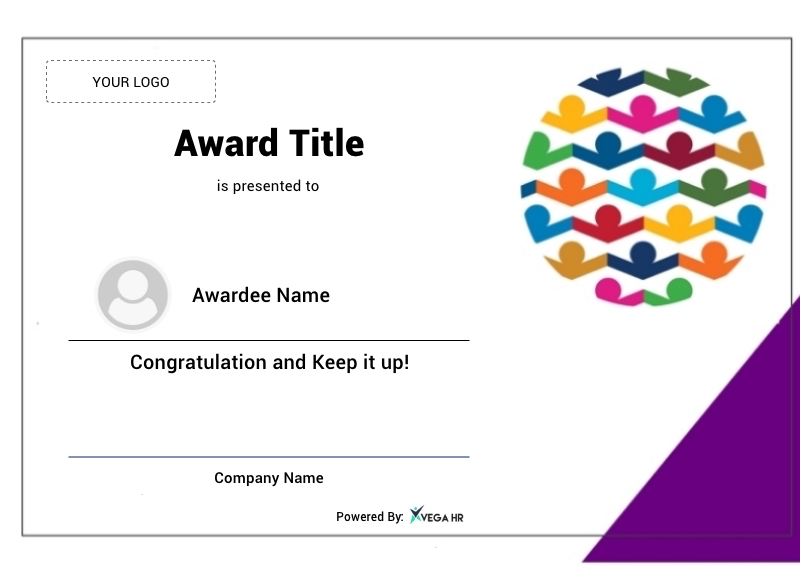 YOUR LOGO
Award Title
is presented to
Awardee Name
Congratulation and Keep it up!
Company Name
Powered By: VEGA HR